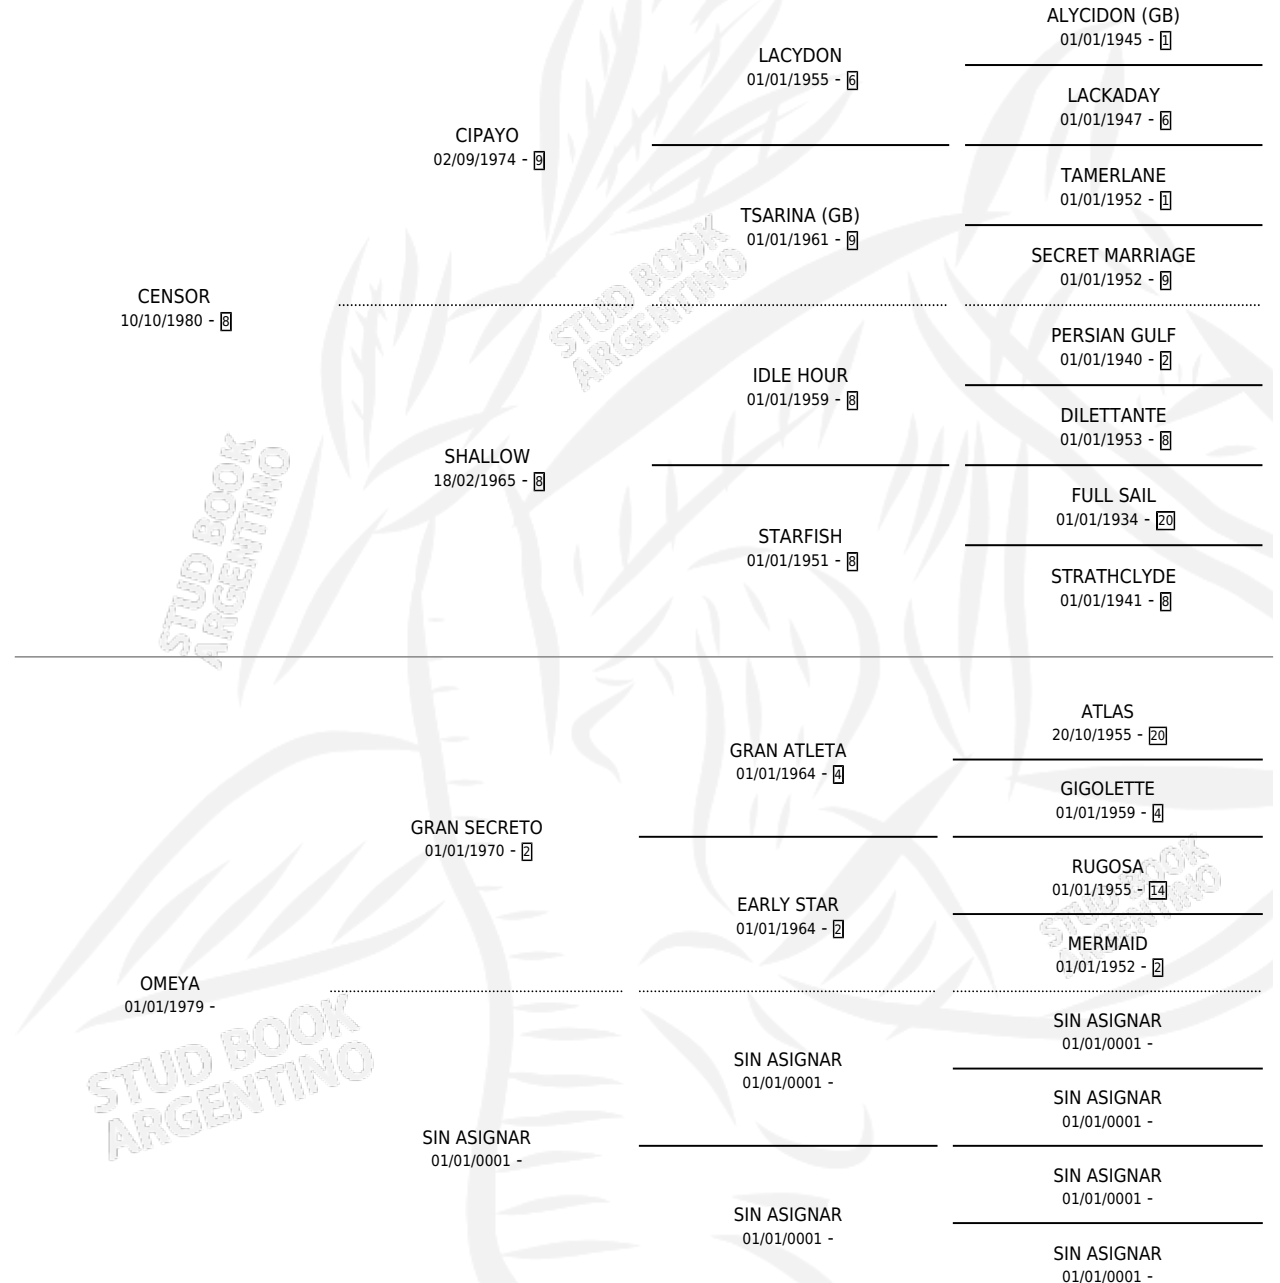 ALYCIDON (GB)
01/01/1945 - 1
LACYDON
01/01/1955 - 6
LACKADAY
01/01/1947 - 6
CIPAYO
02/09/1974 - 9
TAMERLANE
01/01/1952 - 1
TSARINA (GB)
01/01/1961 - 9
SECRET MARRIAGE
01/01/1952 - 9
CENSOR
10/10/1980 - 8
STUD BOOK
ARGENTINO
PERSIAN GULF
01/01/1940 - 2
IDLE HOUR
01/01/1959 - 8
DILETTANTE
01/01/1953 - 8
SHALLOW
18/02/1965 - 8
FULL SAIL
01/01/1934 - 20
STARFISH
01/01/1951 - 8
STRATHCLYDE
01/01/1941 - 8
STUD BOOK
ARGENTINO
ATLAS
20/10/1955 - 20
GRAN ATLETA
01/01/1964 - 4
GIGOLETTE
01/01/1959 - 4
GRAN SECRETO
01/01/1970 - 2
RUGOSA
01/01/1955 - 14
EARLY STAR
01/01/1964 - 2
STUD BOOK
ARGENTINO
MERMAID
01/01/1952 - 2
OMEYA
01/01/1979 -
SIN ASIGNAR
01/01/0001 -
SIN ASIGNAR
01/01/0001 -
STUD BOOK
ARGENTINO
SIN ASIGNAR
01/01/0001 -
SIN ASIGNAR
01/01/0001 -
SIN ASIGNAR
01/01/0001 -
SIN ASIGNAR
01/01/0001 -
SIN ASIGNAR
01/01/0001 -